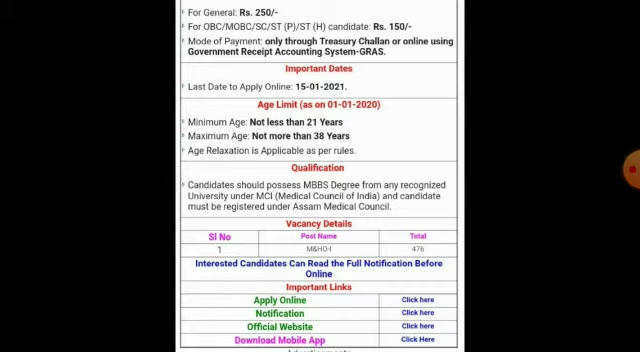 For General: Rs. 250/-
For OBC/MOBC/SC/ST (P)/ST (H) candidate: Rs. 150/-
Mode of Payment: only through Treasury Challan or online using
Government Receipt Accounting System-GRAS.
Important Dates
Last Date to Apply Online: 15-01-2021.
Age Limit (as on 01-01-2020)
Minimum Age: Not less than 21 Years
Maximum Age: Not more than 38 Years
Age Relaxation is Applicable as per rules.
Qualification
Candidates should possess MBBS Degree from any recognized
University under MCI (Medical Council of India) and candidate
must be registered under Assam Medical Council.
Vacancy Details
Sl No Post Name Total
1 M&HO-I 476
Interested Candidates Can Read the Full Notification Before
Online
Important Links
Apply Online Click here
Notification Click here
Official Website Click here
Download Mobile App Click Here